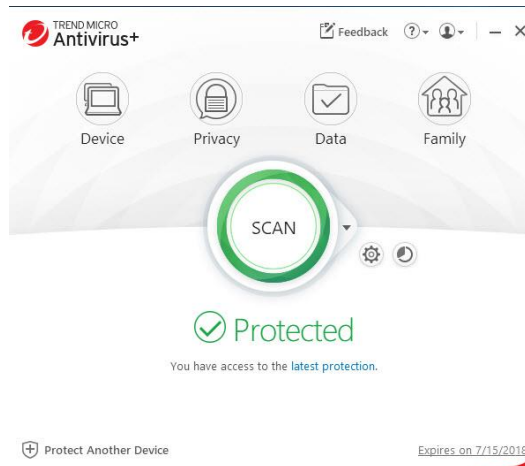 TREND MICRO
Antivirus+
Feedback
?
Device Privacy Data Family
SCAN
Protected
You have access to the latest protection.
Protect Another Device Expires on 7/15/2018